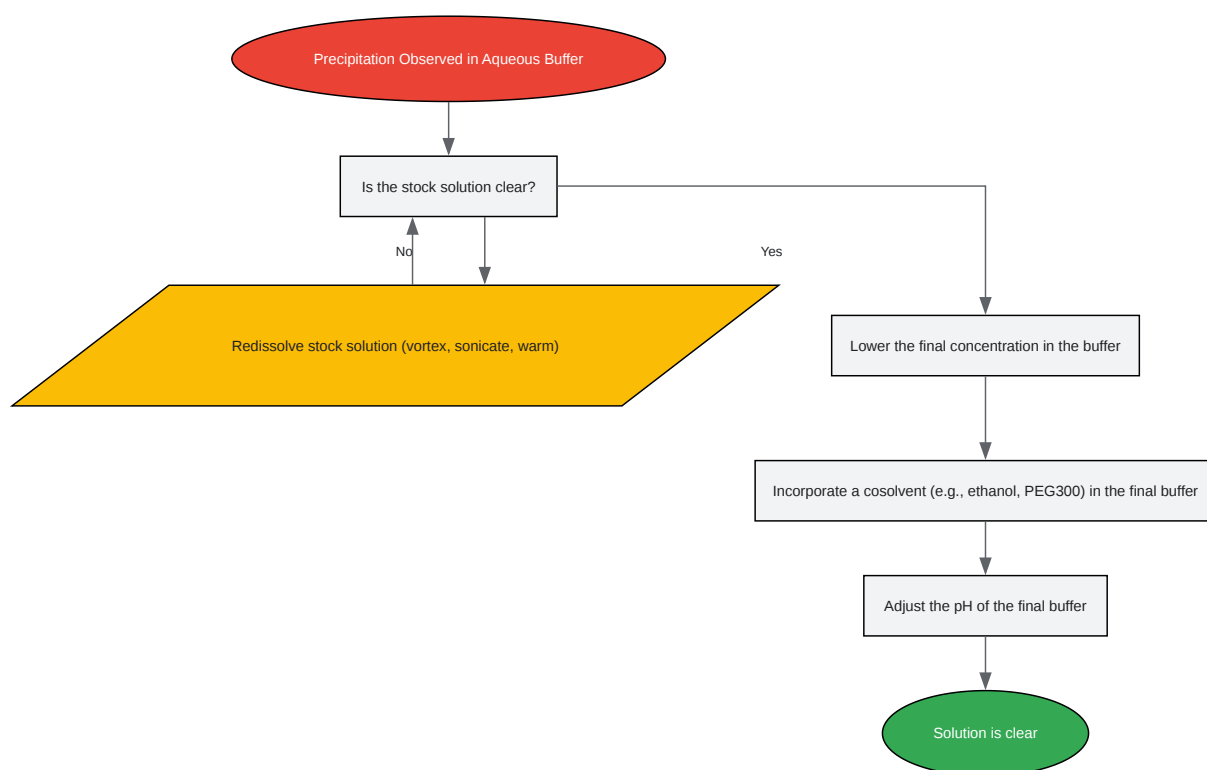 Precipitation Observed in Aqueous Buffer
Is the stock solution clear?
No
Yes
Redissolve stock solution (vortex, sonicate, warm)
Lower the final concentration in the buffer
Incorporate a cosolvent (e.g., ethanol, PEG300) in the final buffer
Adjust the pH of the final buffer
Solution is clear